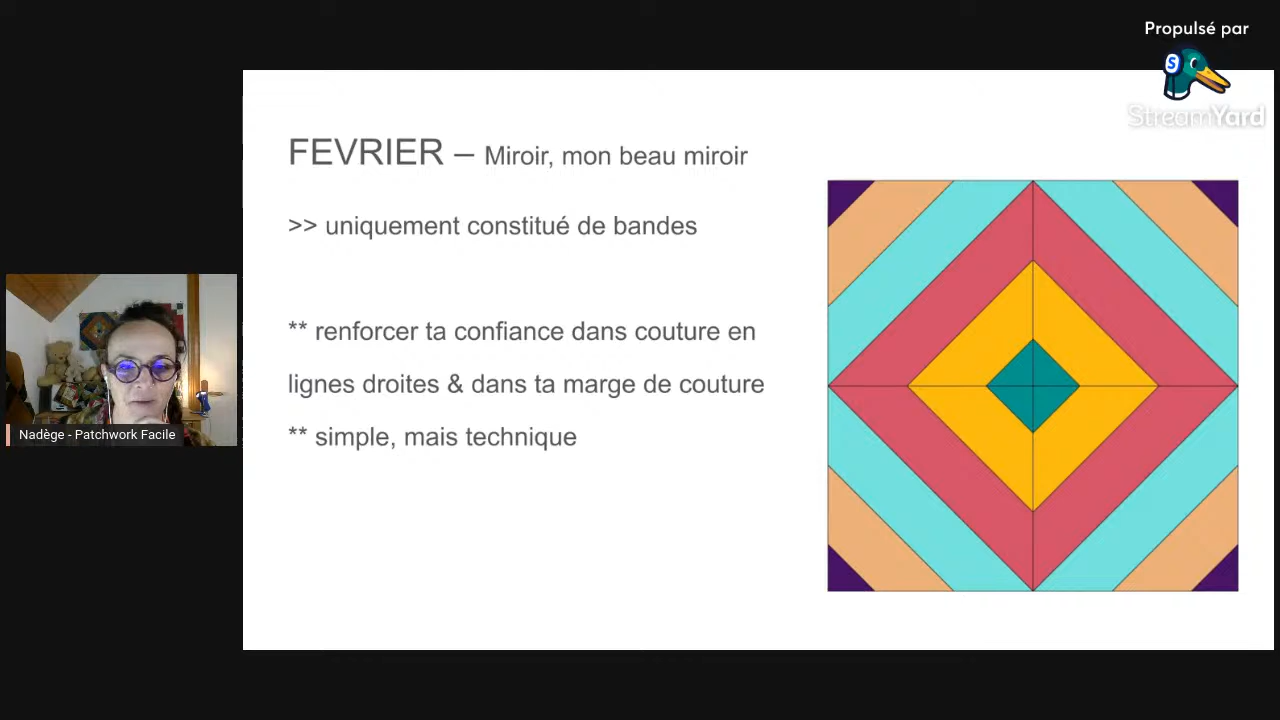 Propulsé par
S
StreamYard
FEVRIER – Miroir, mon beau miroir
>> uniquement constitué de bandes
** renforcer ta confiance dans couture en
lignes droites & dans ta marge de couture
** simple, mais technique
Nadège - Patchwork Facile